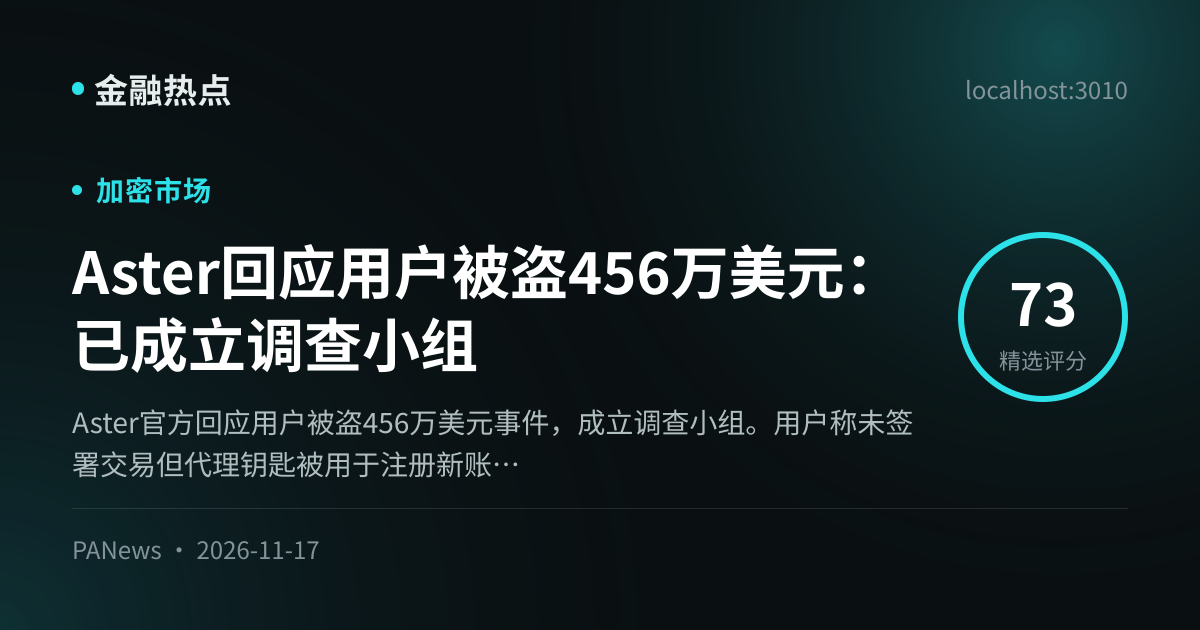 金融热点
localhost:3010
加密市场
Aster回应用户被盗456万美元：
已成立调查小组
73
精选评分
Aster官方回应用户被盗456万美元事件，成立调查小组。用户称未签
署交易但代理钥匙被用于注册新账…
PANews • 2026-11-17